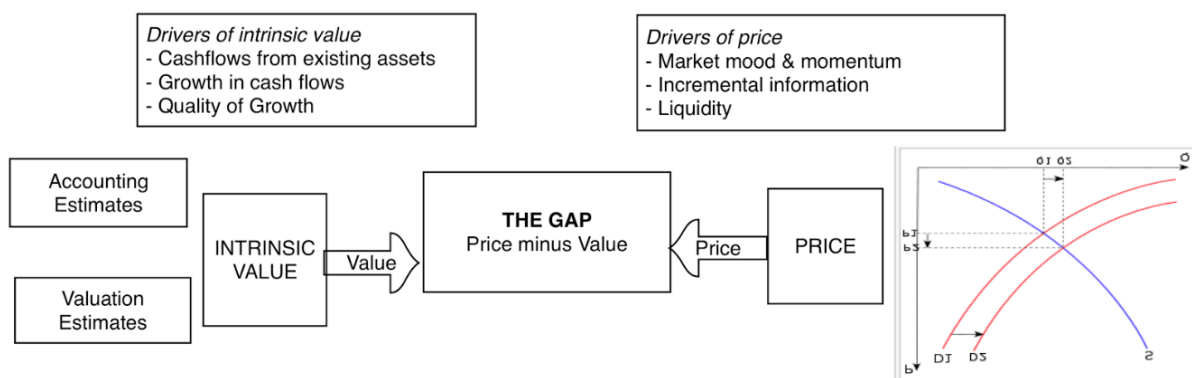 Drivers of intrinsic value
- Cashflows from existing assets
- Growth in cash flows
- Quality of Growth
Drivers of price
- Market mood & momentum
- Incremental information
- Liquidity
Accounting
Estimates
Valuation
Estimates
INTRINSIC
VALUE
Value
THE GAP
Price minus Value
Price
PRICE
Q1 Q2
Q
P1
P2
D1 D2
S
P